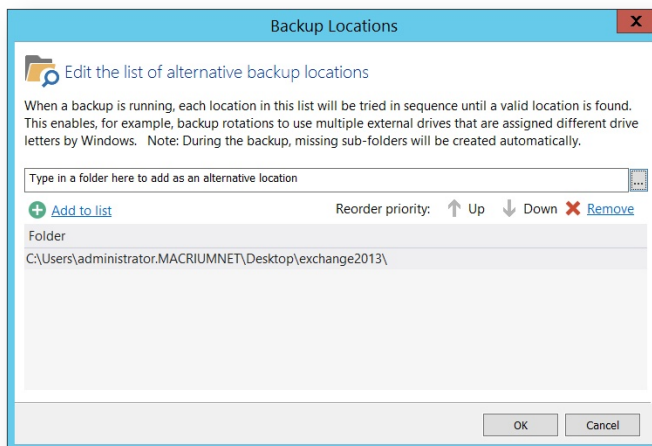 Backup Locations
x
Edit the list of alternative backup locations
When a backup is running, each location in this list will be tried in sequence until a valid location is found.
This enables, for example, backup rotations to use multiple external drives that are assigned different drive
letters by Windows. Note: During the backup, missing sub-folders will be created automatically.
Type in a folder here to add as an alternative location ...
Add to list Reorder priority: Up Down Remove
Folder
C:\Users\administrator.MACRIUMNET\Desktop\exchange2013\
OK Cancel